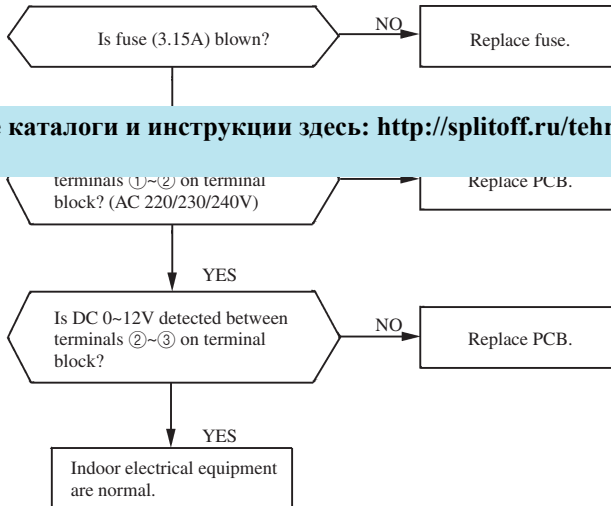 Is fuse (3.15A) blown?
NO
Replace fuse.
каталоги и инструкции здесь: http://splitoff.ru/tehn
terminals ①~② on terminal
block? (AC 220/230/240V)
Replace PCB.
YES
Is DC 0~12V detected between
terminals ②~③ on terminal
block?
NO
Replace PCB.
YES
Indoor electrical equipment
are normal.